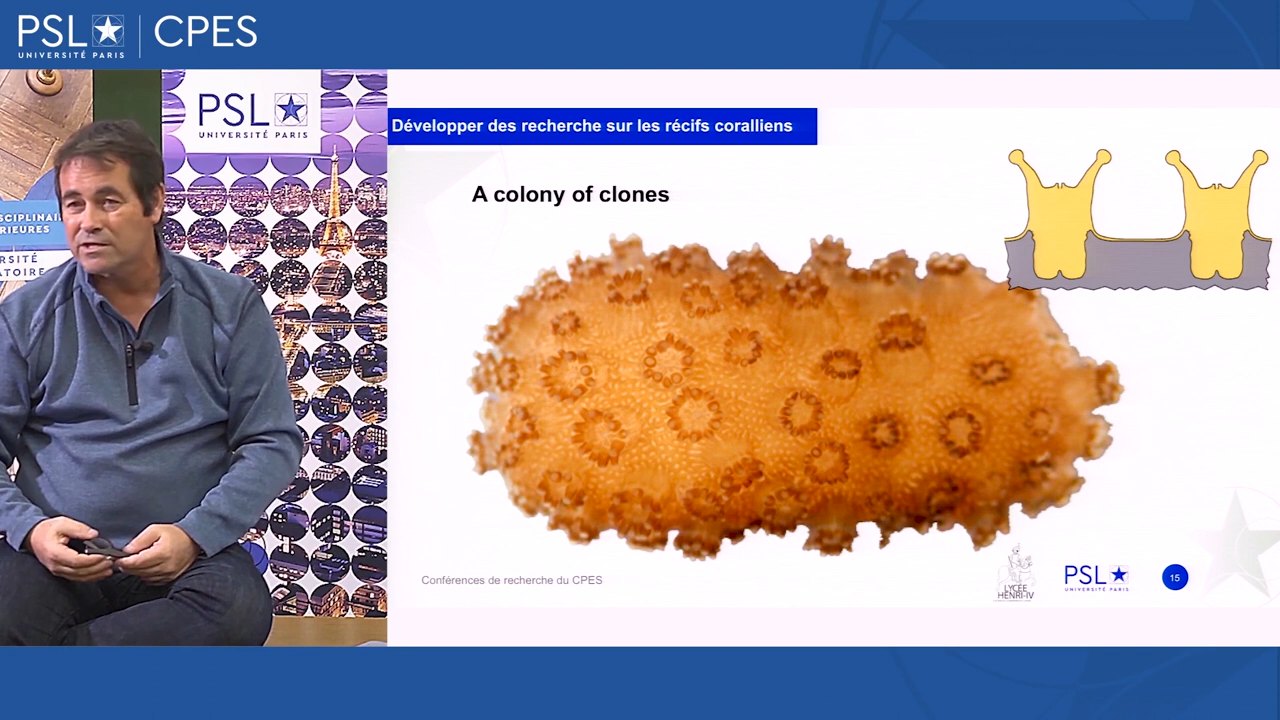 PSL CPES
UNIVERSITÉ PARIS
PSL
UNIVERSITÉ PARIS
Développer des recherche sur les récifs coralliens
A colony of clones
SCIPLINAI
RIEURES
RSITÉ
ATOIRE
Conférences de recherche du CPES
LYCÉE
HENRI-IV
PSL
UNIVERSITÉ PARIS
15